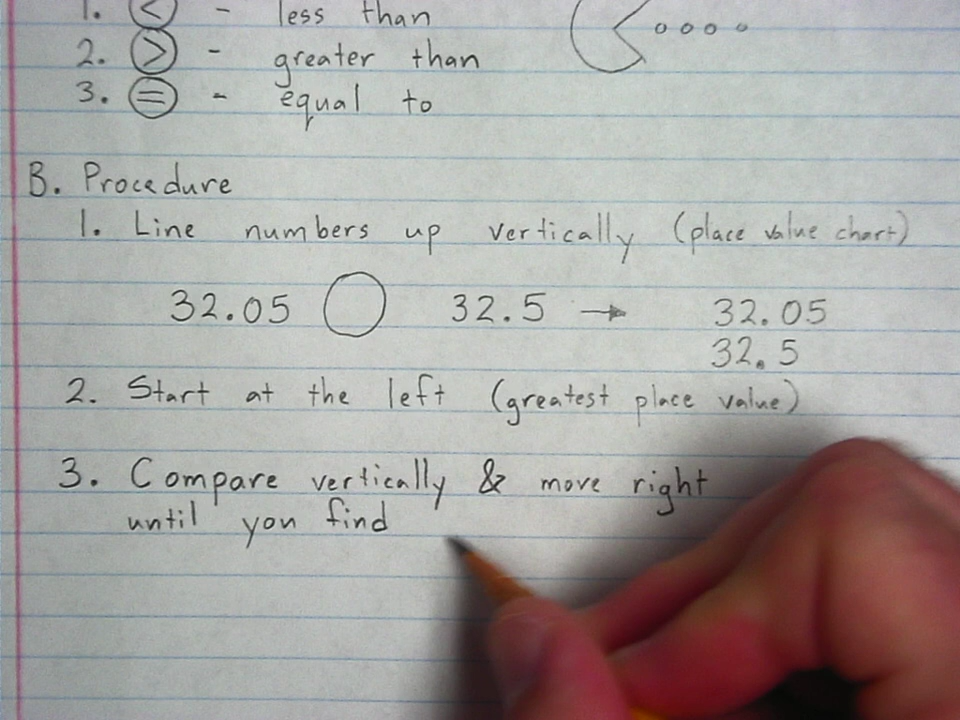 1. < - less than
2. > - greater than
3. = - equal to
B. Procedure
1. Line numbers up vertically (place value chart)
32.05 ◯ 32.5 → 32.05
32.5
2. Start at the left (greatest place value)
3. Compare vertically & move right
until you find